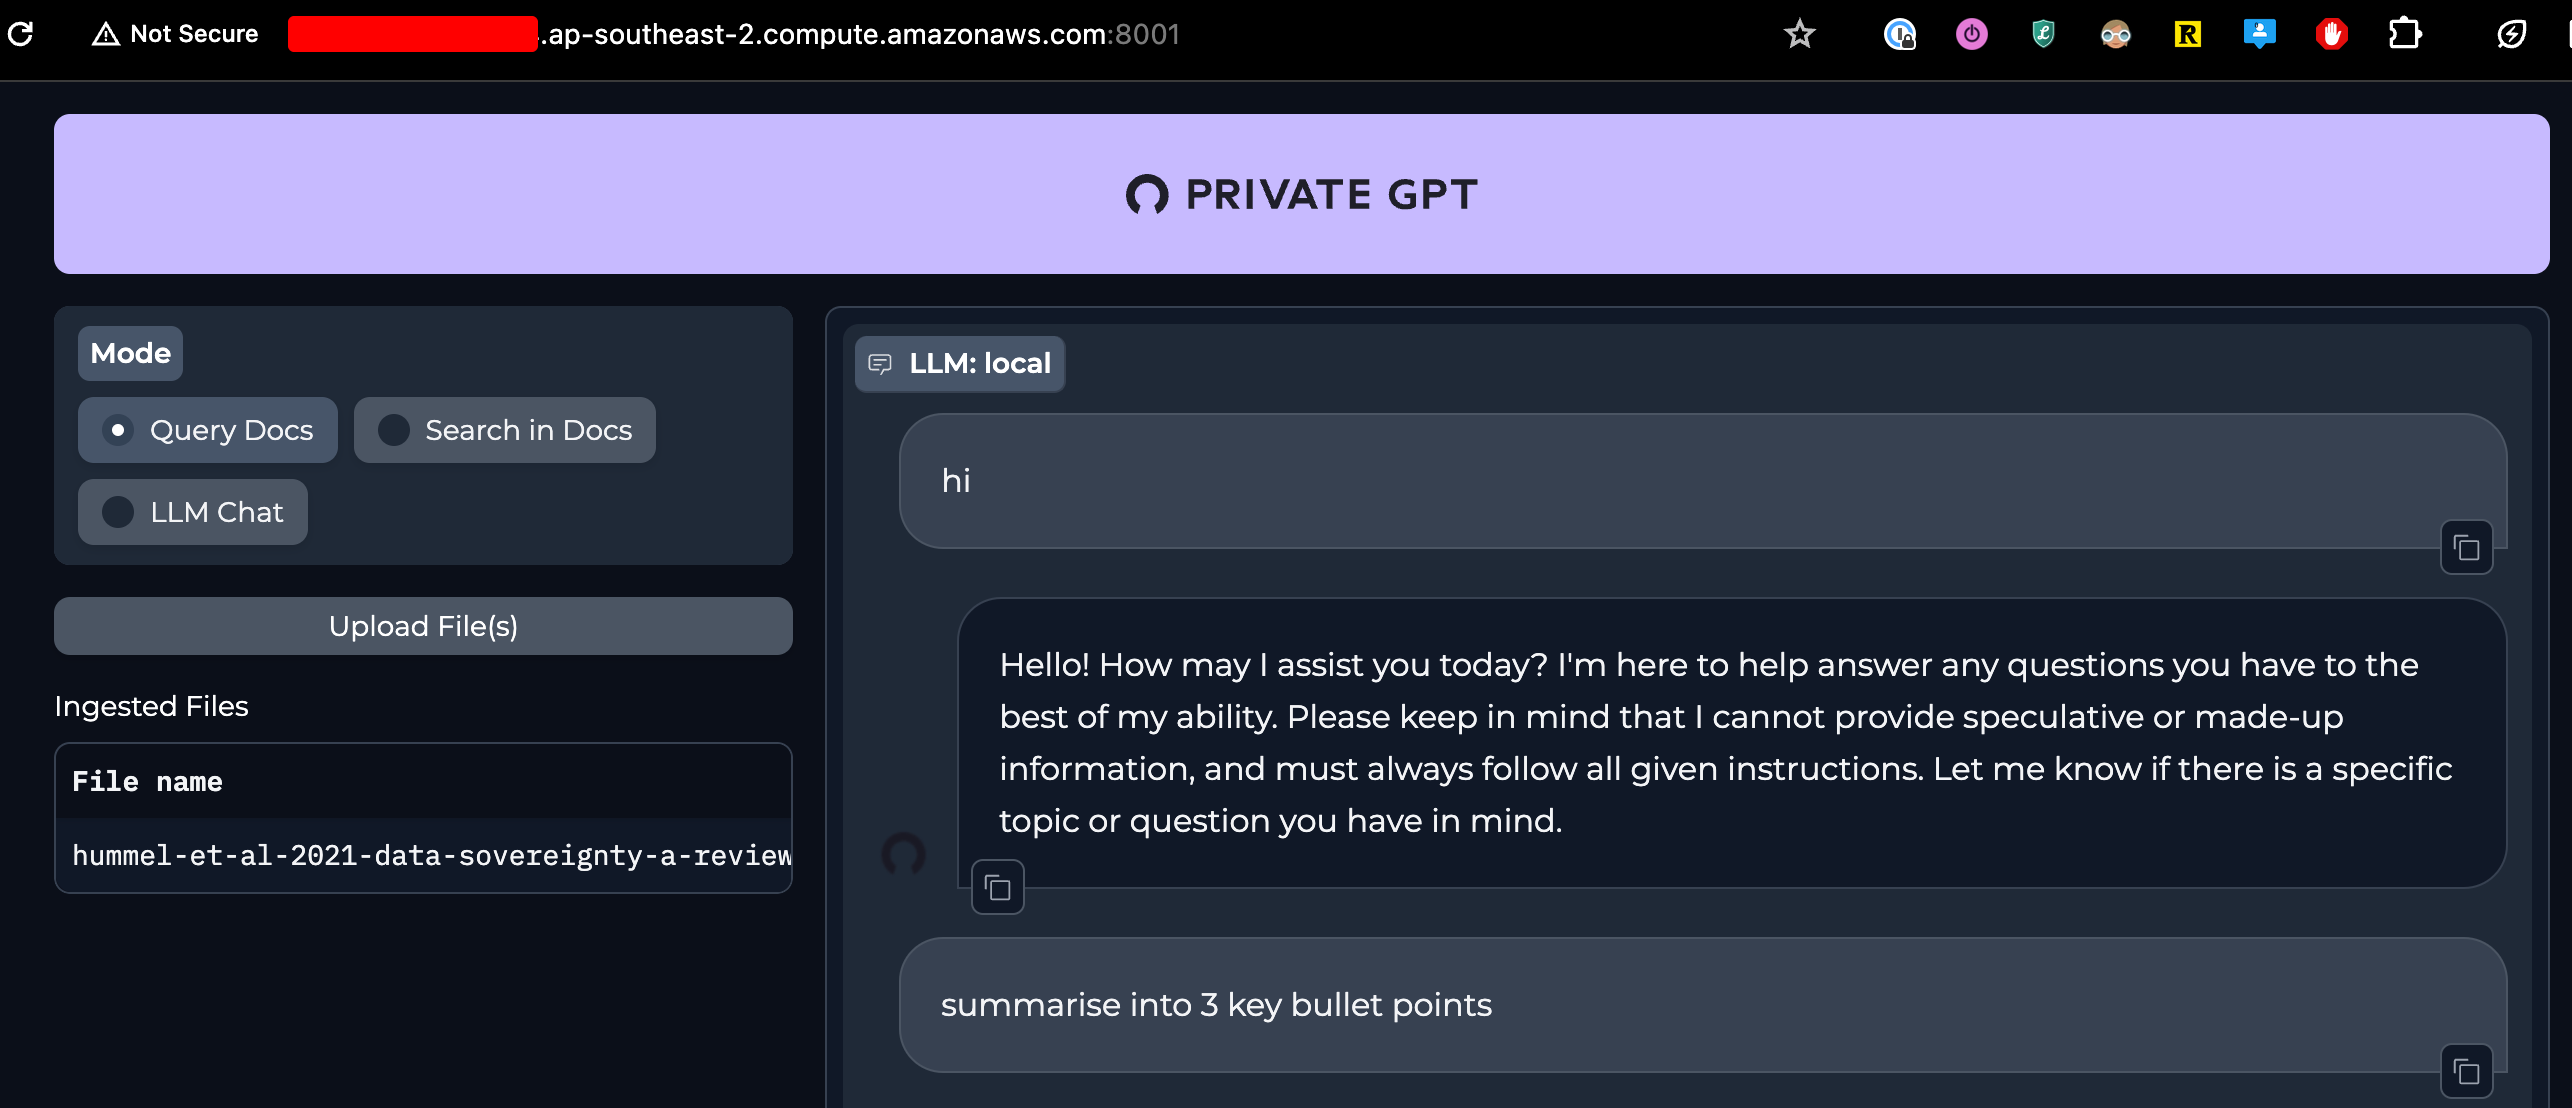 Not Secure .ap-southeast-2.compute.amazonaws.com:8001
PRIVATE GPT
Mode
Query Docs
Search in Docs
LLM Chat
Upload File(s)
Ingested Files
File name
hummel-et-al-2021-data-sovereignty-a-review
LLM: local
hi
Hello! How may I assist you today? I'm here to help answer any questions you have to the
best of my ability. Please keep in mind that I cannot provide speculative or made-up
information, and must always follow all given instructions. Let me know if there is a specific
topic or question you have in mind.
summarise into 3 key bullet points